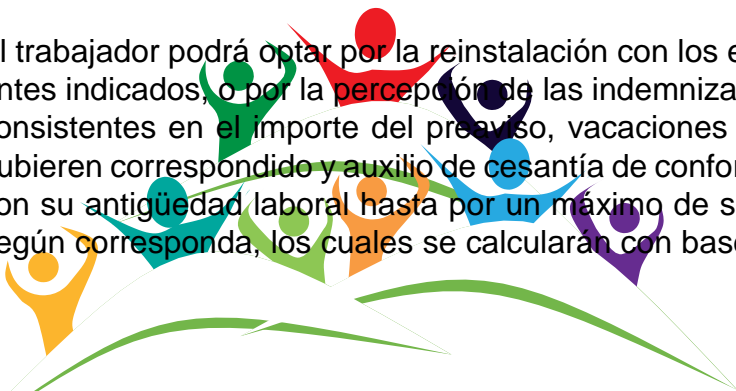 l trabajador podrá optar por la reinstalación con los e
ntes indicados, o por la percepción de las indemniza
onsistentes en el importe del preaviso, vacaciones
ubieren correspondido y auxilio de cesantía de confor
on su antigüedad laboral hasta por un máximo de s
egún corresponda, los cuales se calcularán con base